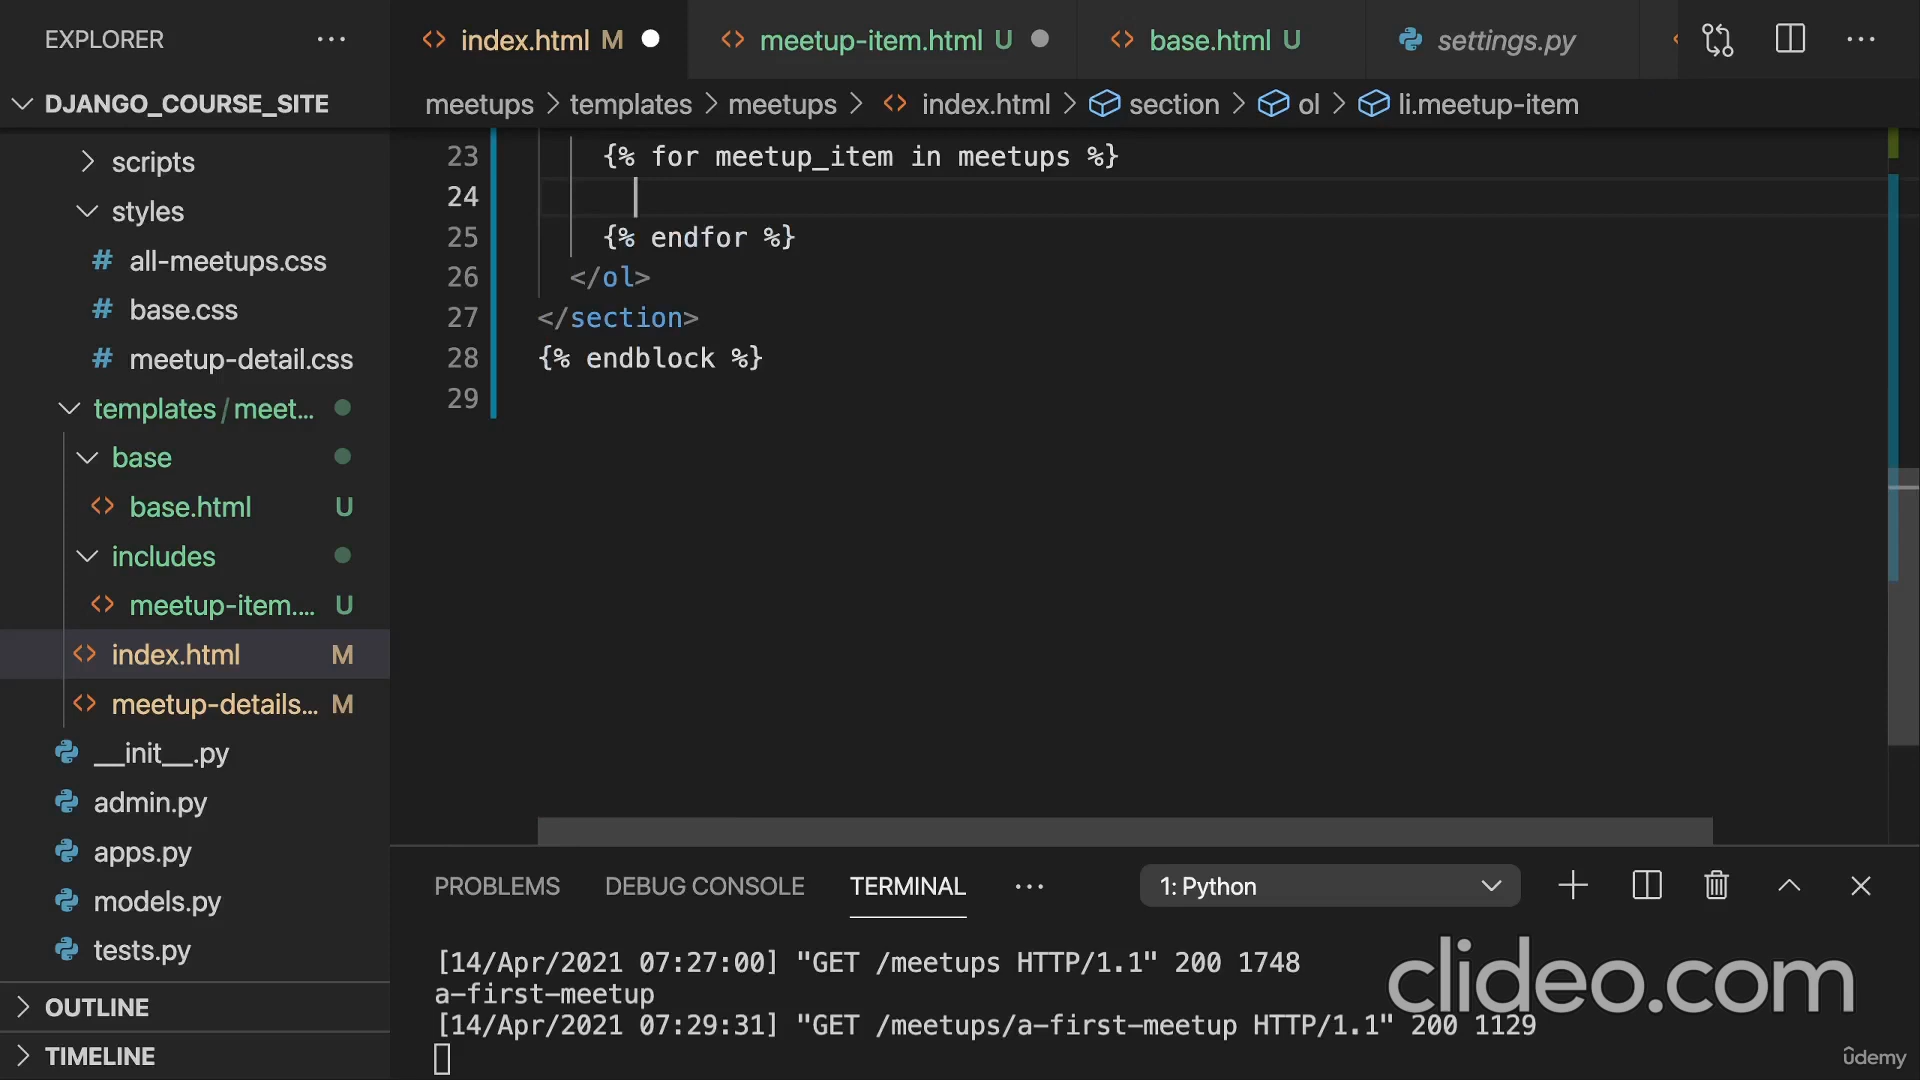 EXPLORER
DJANGO_COURSE_SITE
scripts
styles
# all-meetups.css
# base.css
# meetup-detail.css
templates/meet...
base
<> base.html U
includes
<> meetup-item.... U
<> index.html M
<> meetup-details... M
__init__.py
admin.py
apps.py
models.py
tests.py
OUTLINE
TIMELINE
<> index.html M
<> meetup-item.html U
<> base.html U
settings.py
meetups > templates > meetups > <> index.html > section > ol > li.meetup-item
23 {% for meetup_item in meetups %}
24
25 {% endfor %}
26 </ol>
27 </section>
28 {% endblock %}
29
PROBLEMS DEBUG CONSOLE TERMINAL ... 1: Python
[14/Apr/2021 07:27:00] "GET /meetups HTTP/1.1" 200 1748
a-first-meetup
[14/Apr/2021 07:29:31] "GET /meetups/a-first-meetup HTTP/1.1" 200 1129
clideo.com
udemy